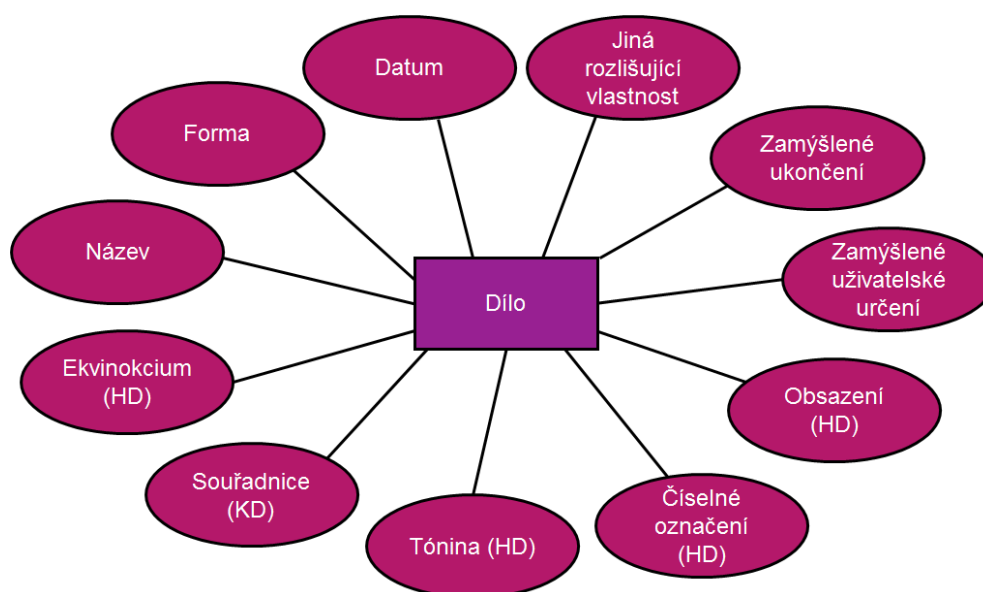 Datum
Jiná
rozlišující
vlastnost
Forma
Zamýšlené
ukončení
Název
Zamýšlené
uživatelské
určení
Dílo
Ekvinokcium
(HD)
Obsazení
(HD)
Souřadnice
(KD)
Tónina (HD)
Číselné
označení
(HD)